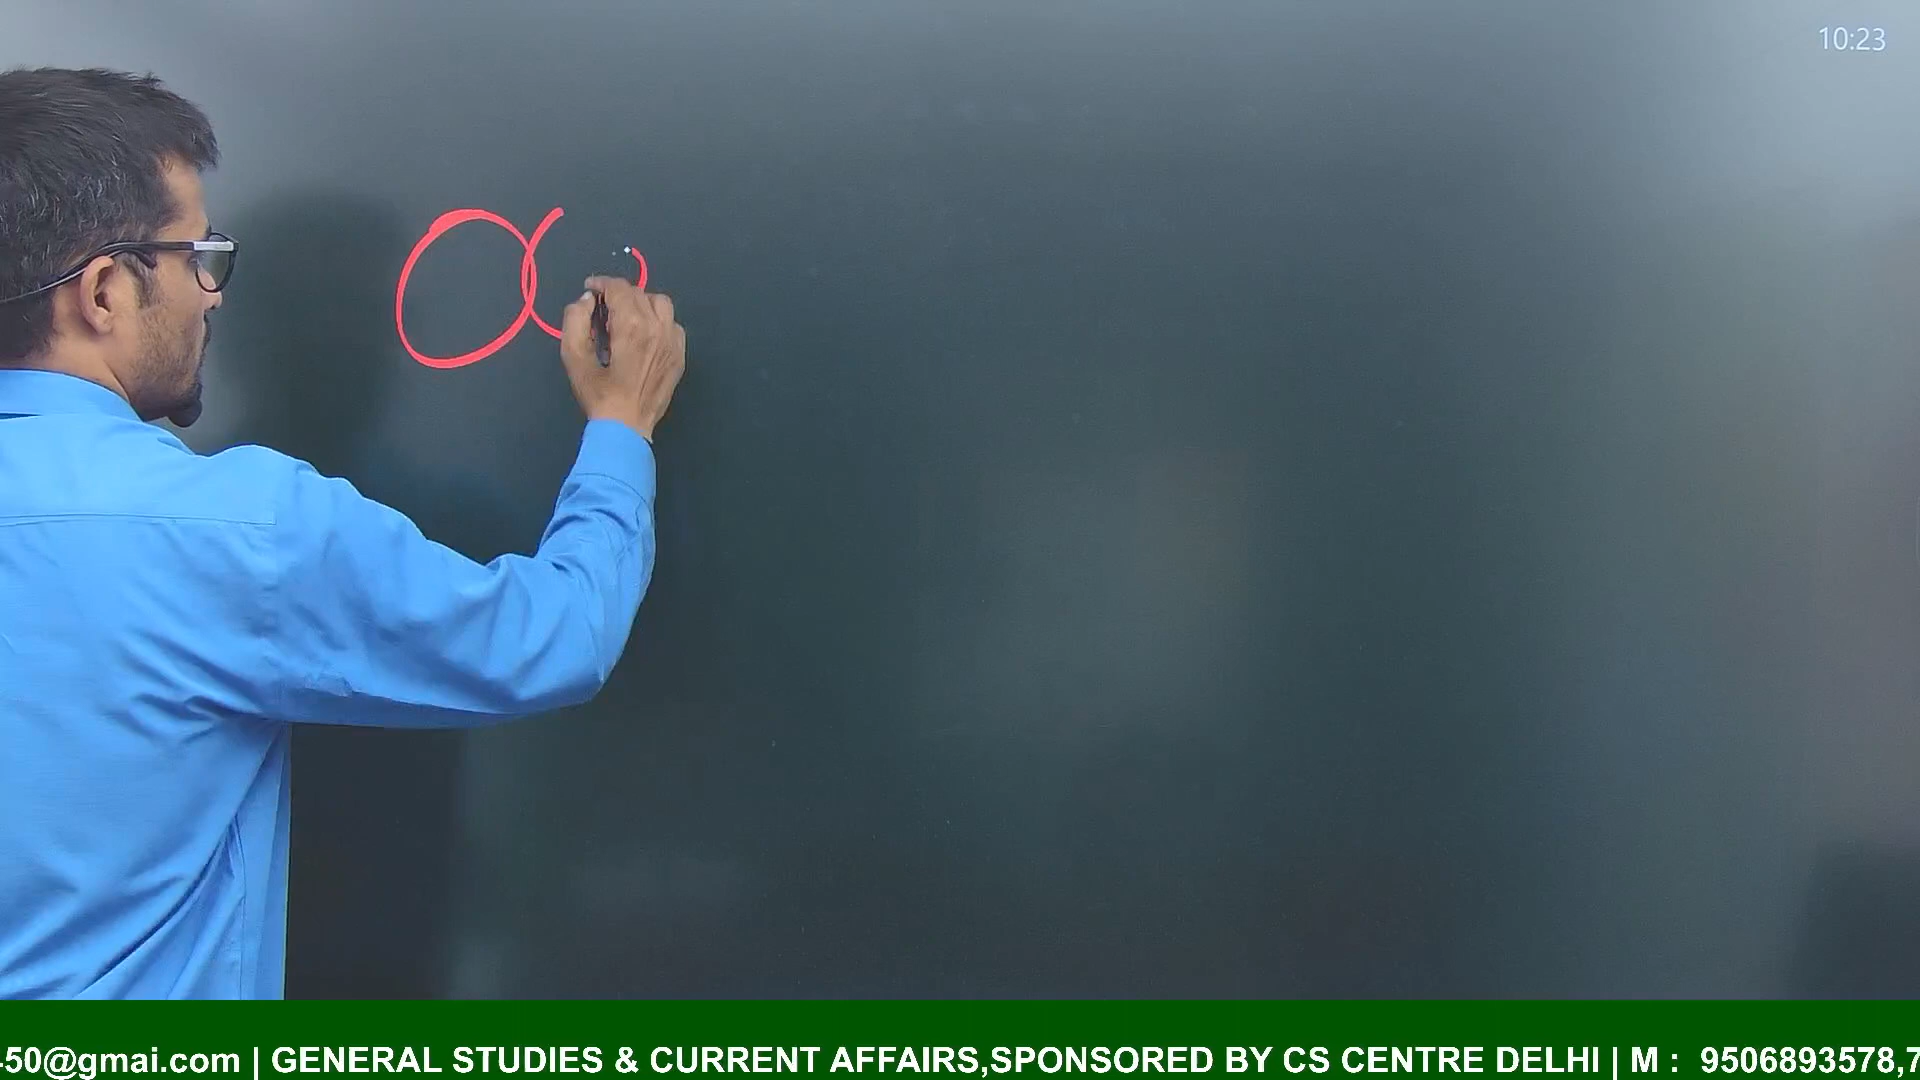 10:23
-50@gmai.com | GENERAL STUDIES & CURRENT AFFAIRS,SPONSORED BY CS CENTRE DELHI | M : 9506893578,7